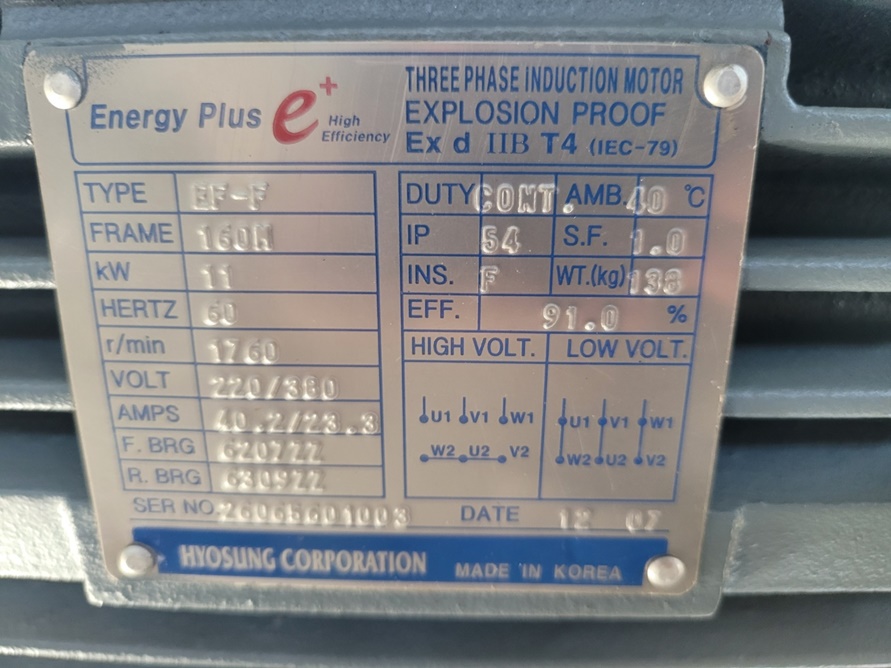 Energy Plus e+ High Efficiency
THREE PHASE INDUCTION MOTOR
EXPLOSION PROOF
Ex d IIB T4 (IEC-79)
TYPE EF-F
FRAME 160M
kW 11
HERTZ 60
r/min 1760
VOLT 220/380
AMPS 40.2/23.3
F. BRG 6207ZZ
R. BRG 6309ZZ
DUTY CONT. AMB. 40 °C
IP 54 S.F. 1.0
INS. F WT.(kg) 138
EFF. 91.0 %
HIGH VOLT. LOW VOLT.
U1 V1 W1 U1 V1 W1
W2 U2 V2 W2 U2 V2
SER NO. 26065601003 DATE 12 07
HYOSUNG CORPORATION MADE IN KOREA